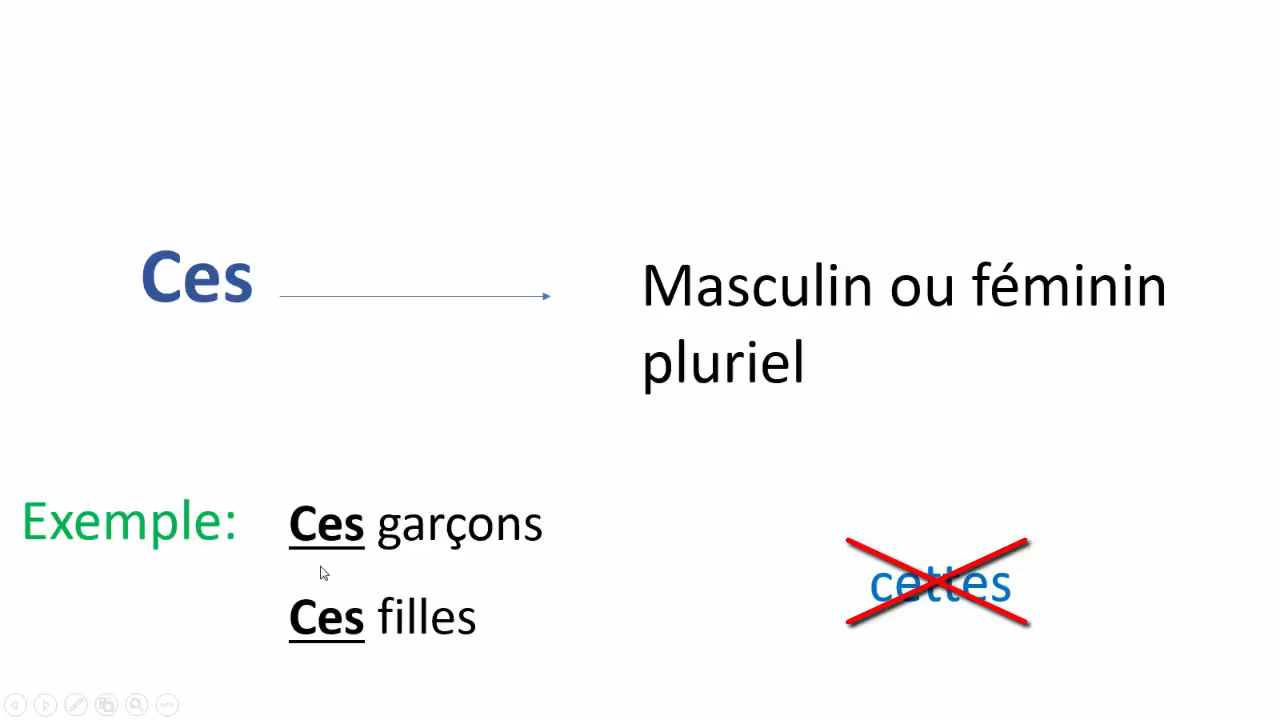 Ces
Masculin ou féminin
pluriel
Exemple:
Ces garçons
Ces filles
cettes